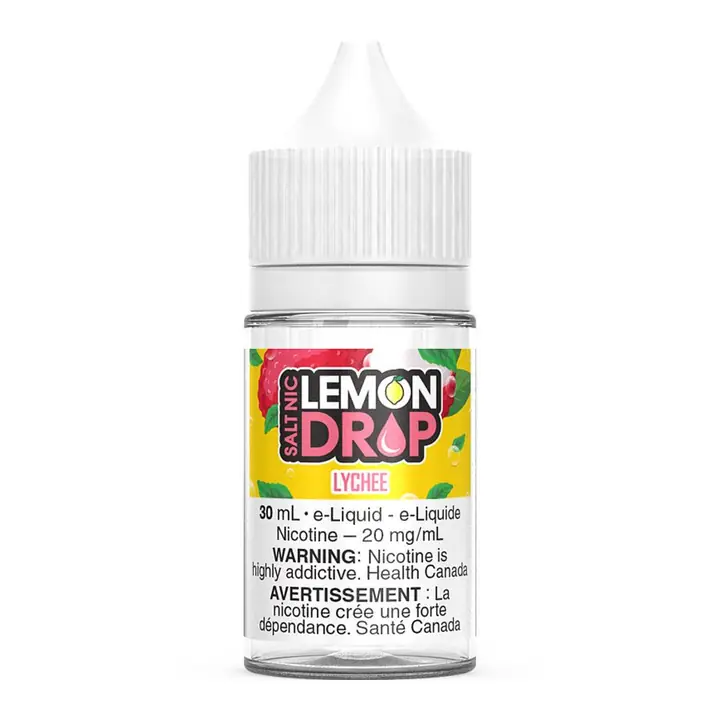 SALT NIC
LEMON
DROP
LYCHEE
30 mL • e-Liquid - e-Liquide
Nicotine – 20 mg/mL
WARNING: Nicotine is
highly addictive. Health Canada
AVERTISSEMENT : La
nicotine crée une forte
dépendance. Santé Canada